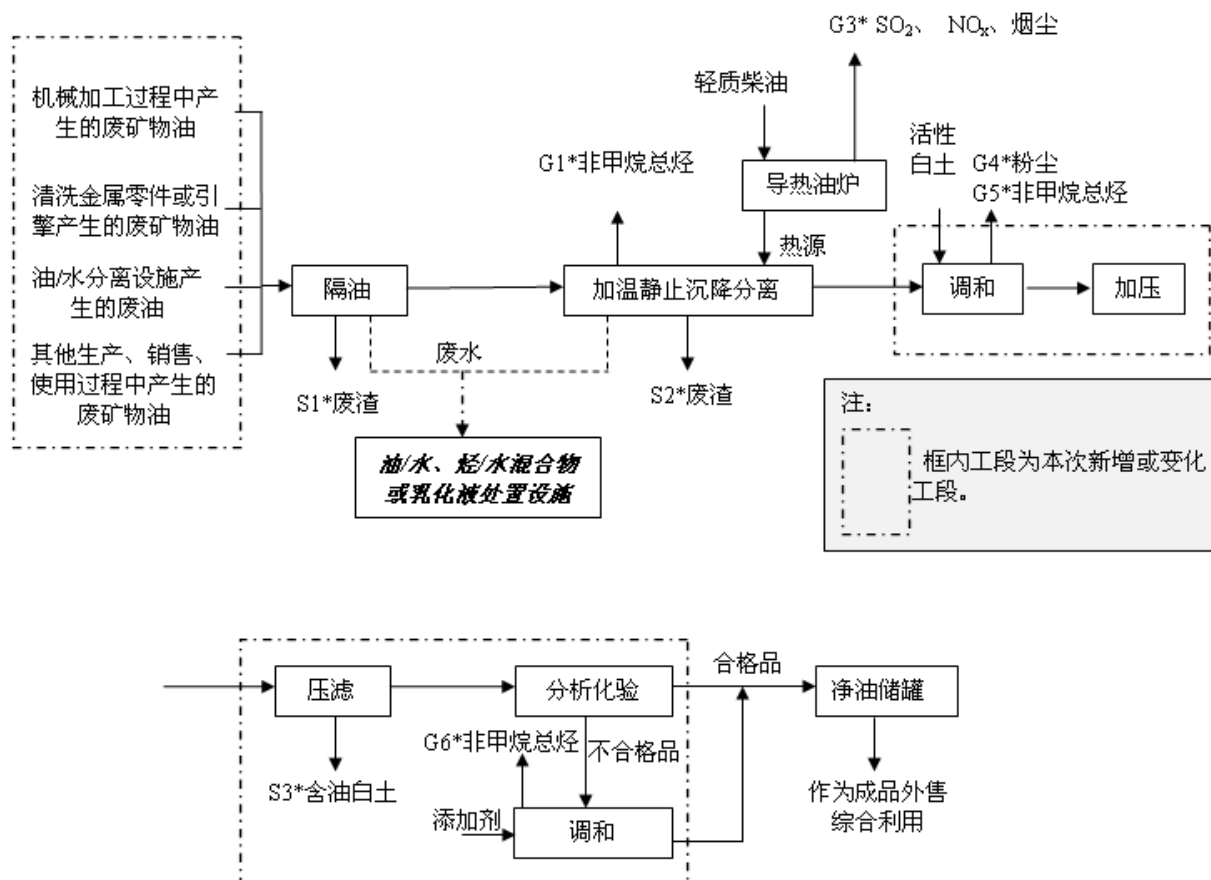 G3* SO₂、 NOₓ、烟尘
机械加工过程中产
生的废矿物油
清洗金属零件或引
擎产生的废矿物油
油/水分离设施产
生的废油
其他生产、销售、
使用过程中产生的
废矿物油
轻质柴油
G1*非甲烷总烃
导热油炉
热源
活性
白土
G4*粉尘
G5*非甲烷总烃
隔油
加温静止沉降分离
调和
加压
废水
S1*废渣
S2*废渣
油/水、烃/水混合物
或乳化液处置设施
注：
框内工段为本次新增或变化
工段。
压滤
分析化验
合格品
净油储罐
G6*非甲烷总烃
不合格品
S3*含油白土
添加剂
调和
作为成品外售
综合利用